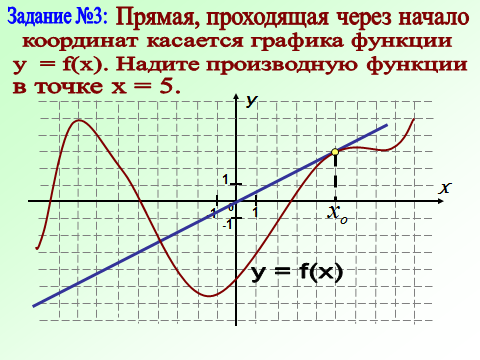 Задание №3: Прямая, проходящая через начало
координат касается графика функции
y = f(x). Надите производную функции
в точке x = 5.
y
x
1
-1
0
1
-1
x₀
y = f(x)